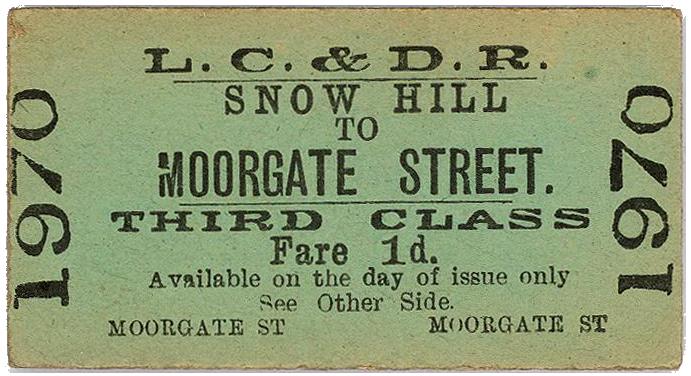 L. C. & D. R.
SNOW HILL
TO
MOORGATE STREET.
THIRD CLASS
Fare 1d.
Available on the day of issue only
See Other Side.
MOORGATE ST MOORGATE ST
1970
1970